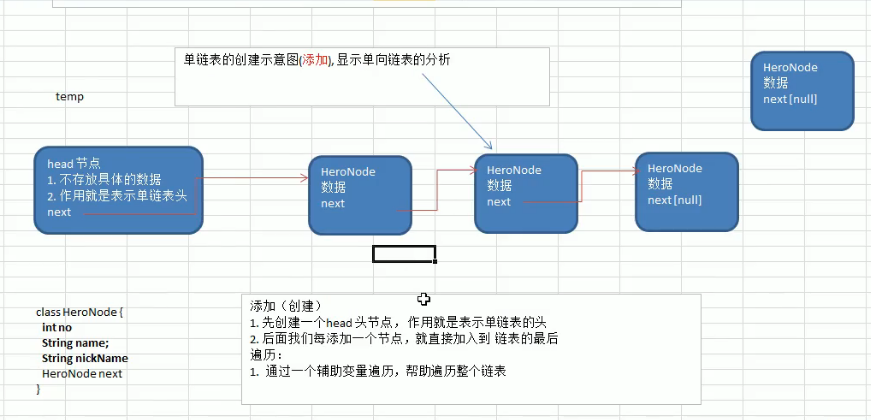 单链表的创建示意图(添加), 显示单向链表的分析
HeroNode
数据
next [null]
temp
head 节点
1. 不存放具体的数据
2. 作用就是表示单链表头
next
HeroNode
数据
next
HeroNode
数据
next
HeroNode
数据
next [null]
class HeroNode {
int no
String name;
String nickName
HeroNode next
}
添加（创建）
1. 先创建一个head 头节点， 作用就是表示单链表的头
2. 后面我们每添加一个节点，就直接加入到 链表的最后
遍历：
1. 通过一个辅助变量遍历，帮助遍历整个链表